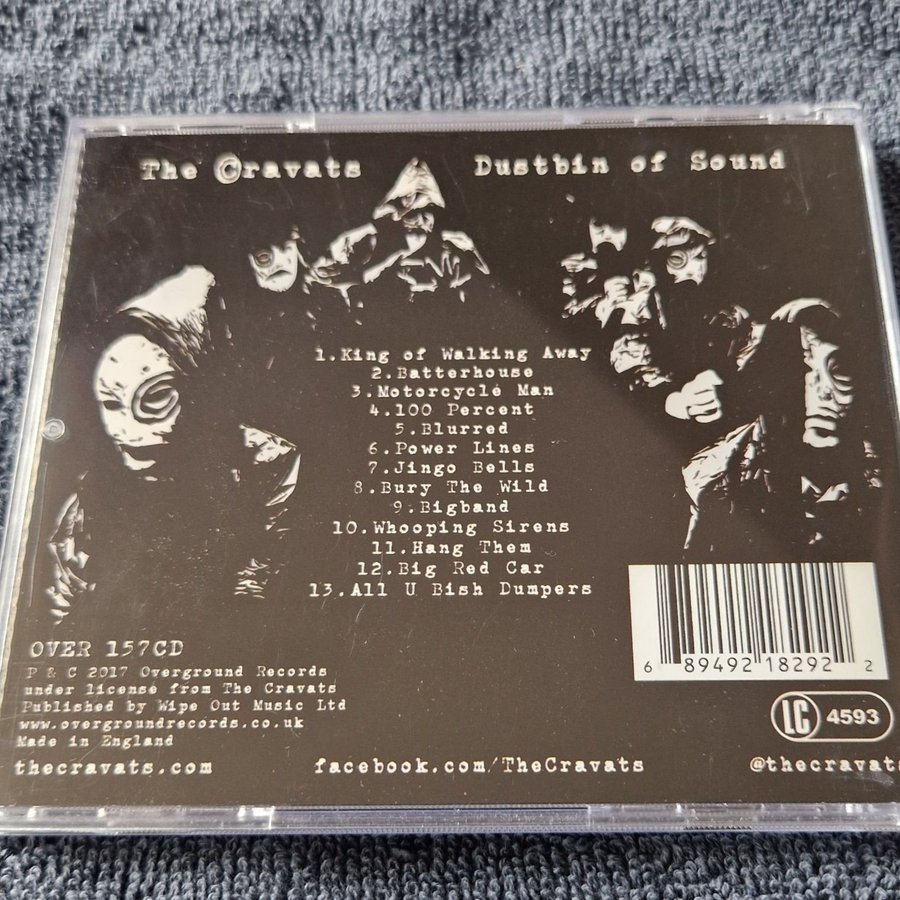 The Cravats
Dustbin of Sound
1.King of Walking Away
2.Batterhouse
3.Motorcycle Man
4.100 Percent
5.Blurred
6.Power Lines
7.Jingo Bells
8.Bury The Wild
9.Bigband
10.Whooping Sirens
11.Hang Them
12.Big Red Car
13.All U Bish Dumpers
OVER 157CD
P & C 2017 Overground Records
under license from The Cravats
Published by Wipe Out Music Ltd
www.overgroundrecords.co.uk
Made in England
6 89492 18292 2
LC 4593
thecravats.com
facebook.com/TheCravats
@thecravats